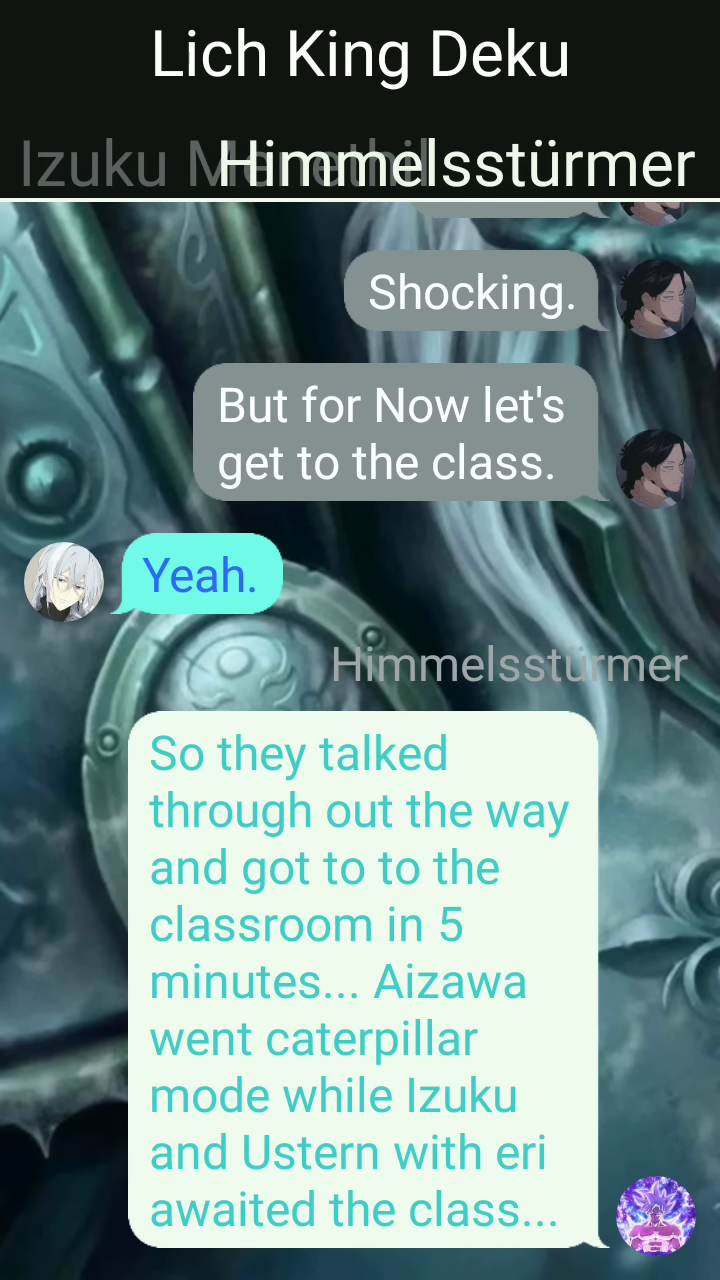 Lich King Deku
Izuku Menethil
Himmelsstürmer
Shocking.
But for Now let's
get to the class.
Yeah.
Himmelsstürmer
So they talked
through out the way
and got to to the
classroom in 5
minutes... Aizawa
went caterpillar
mode while Izuku
and Ustern with eri
awaited the class...